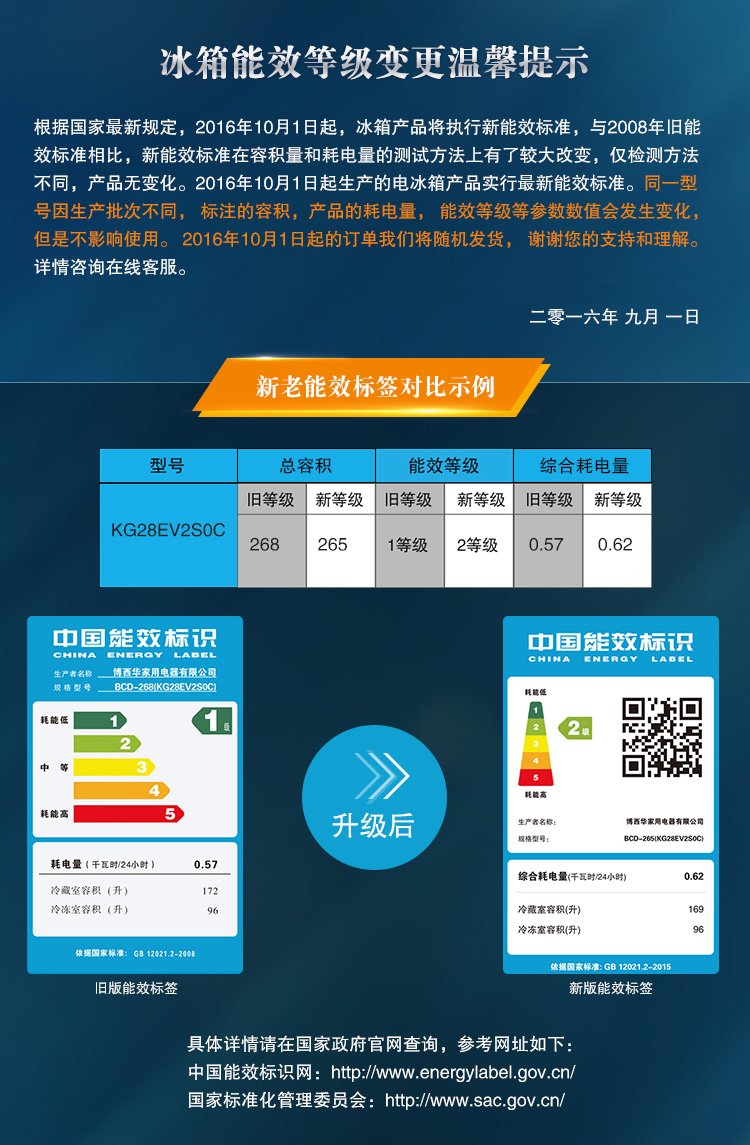 冰箱能效等级变更温馨提示
根据国家最新规定，2016年10月1日起，冰箱产品将执行新能效标准，与2008年旧能
效标准相比，新能效标准在容积量和耗电量的测试方法上有了较大改变，仅检测方法
不同，产品无变化。2016年10月1日起生产的电冰箱产品实行最新能效标准。同一型
号因生产批次不同， 标注的容积，产品的耗电量， 能效等级等参数数值会发生变化，
但是不影响使用。 2016年10月1日起的订单我们将随机发货， 谢谢您的支持和理解。
详情咨询在线客服。
二零一六年 九月 一日
新老能效标签对比示例
型号 总容积 能效等级 综合耗电量
旧等级 新等级 旧等级 新等级 旧等级 新等级
KG28EV2S0C 268 265 1等级 2等级 0.57 0.62
中国能效标识
CHINA ENERGY LABEL
生产者名称 博西华家用电器有限公司
规格型号 BCD-268(KG28EV2S0C)
耗能低 1 1级
2
中 等 3
4
耗能高 5
耗电量（千瓦时/24小时） 0.57
冷藏室容积（升） 172
冷冻室容积（升） 96
依据国家标准： GB 12021.2-2008
旧版能效标签
升级后
中国能效标识
CHINA ENERGY LABEL
耗能低
1
2 2级
3
4
5
耗能高
生产者名称： 博西华家用电器有限公司
规格型号： BCD-265(KG28EV2S0C)
综合耗电量(千瓦时/24小时) 0.62
冷藏室容积(升) 169
冷冻室容积(升) 96
依据国家标准: GB 12021.2-2015
新版能效标签
具体详情请在国家政府官网查询，参考网址如下：
中国能效标识网：http://www.energylabel.gov.cn/
国家标准化管理委员会：http://www.sac.gov.cn/